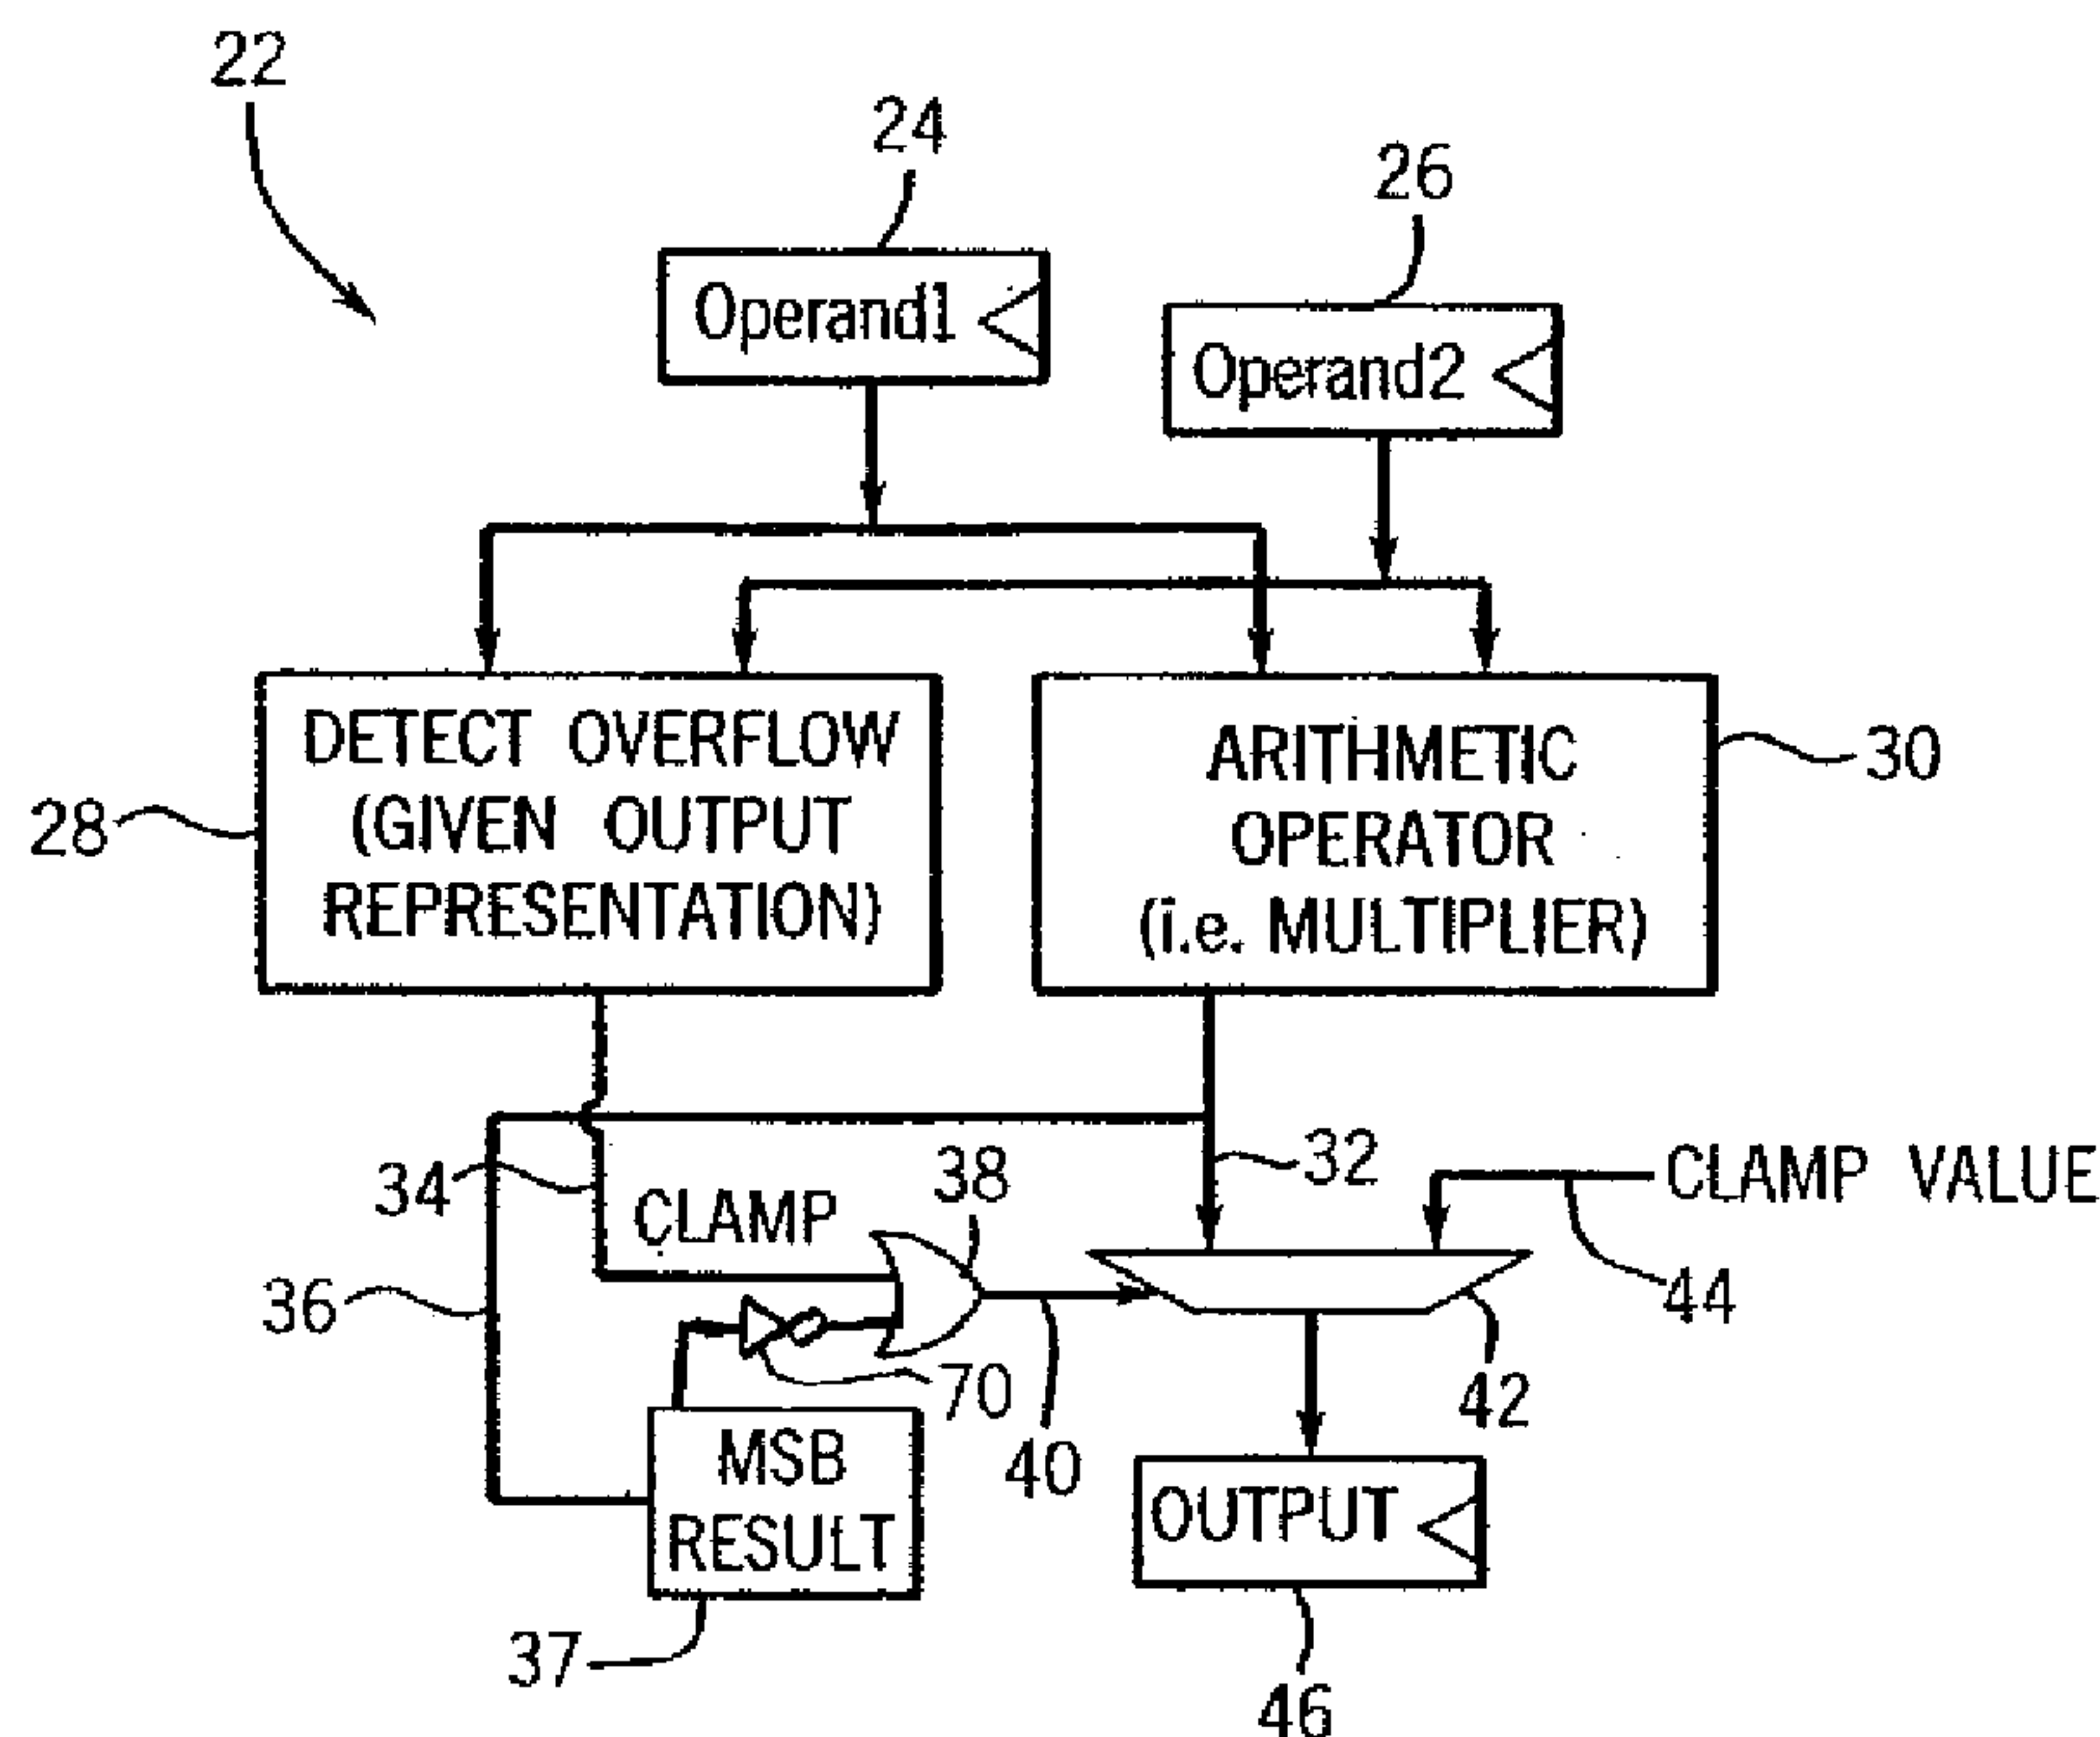 22
24
26
Operand1
Operand2
DETECT OVERFLOW
(GIVEN OUTPUT
REPRESENTATION)
28
ARITHMETIC
OPERATOR
(i.e. MULTIPLIER)
30
34
CLAMP
38
32
CLAMP VALUE
36
44
70
42
40
MSB
RESULT
OUTPUT
37
46